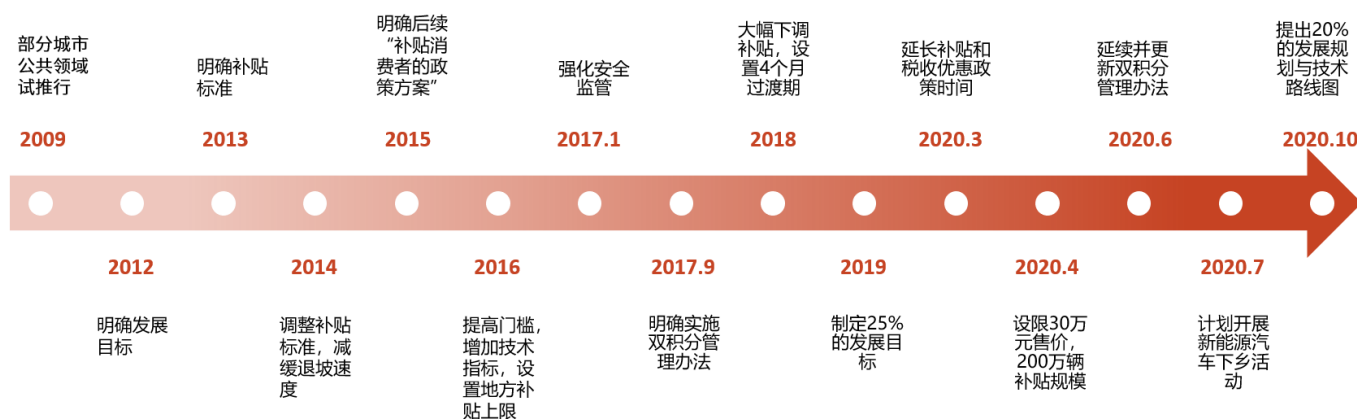 部分城市
公共领域
试推行
2009
2012
明确发展
目标
明确补贴
标准
2013
2014
调整补贴
标准，减
缓退坡速
度
明确后续
“补贴消
费者的政
策方案”
2015
2016
提高门槛，
增加技术
指标，设
置地方补
贴上限
强化安全
监管
2017.1
2017.9
明确实施
双积分管
理办法
大幅下调
补贴，设
置4个月
过渡期
2018
2019
制定25%
的发展目
标
延长补贴和
税收优惠政
策时间
2020.3
2020.4
设限30万
元售价，
200万辆
补贴规模
延续并更
新双积分
管理办法
2020.6
2020.7
计划开展
新能源汽
车下乡活
动
提出20%
的发展规
划与技术
路线图
2020.10